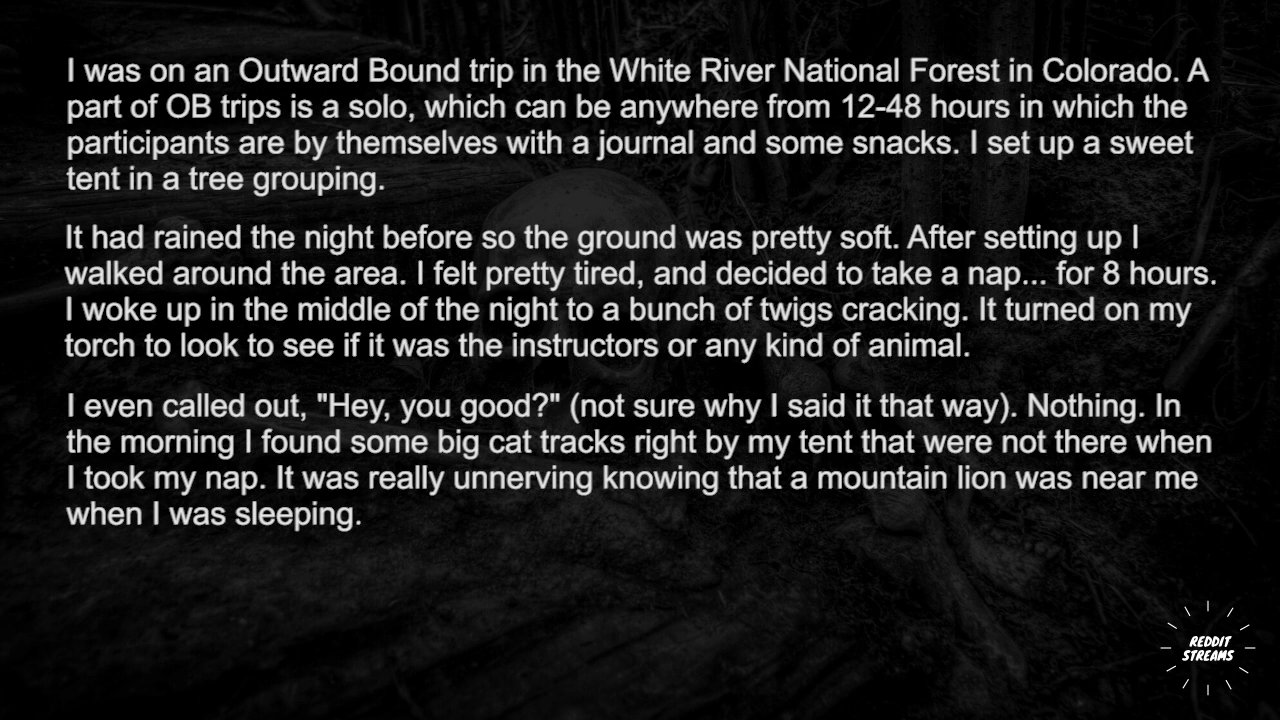 I was on an Outward Bound trip in the White River National Forest in Colorado. A
part of OB trips is a solo, which can be anywhere from 12-48 hours in which the
participants are by themselves with a journal and some snacks. I set up a sweet
tent in a tree grouping.
It had rained the night before so the ground was pretty soft. After setting up I
walked around the area. I felt pretty tired, and decided to take a nap... for 8 hours.
I woke up in the middle of the night to a bunch of twigs cracking. It turned on my
torch to look to see if it was the instructors or any kind of animal.
I even called out, "Hey, you good?" (not sure why I said it that way). Nothing. In
the morning I found some big cat tracks right by my tent that were not there when
I took my nap. It was really unnerving knowing that a mountain lion was near me
when I was sleeping.
REDDIT
STREAMS